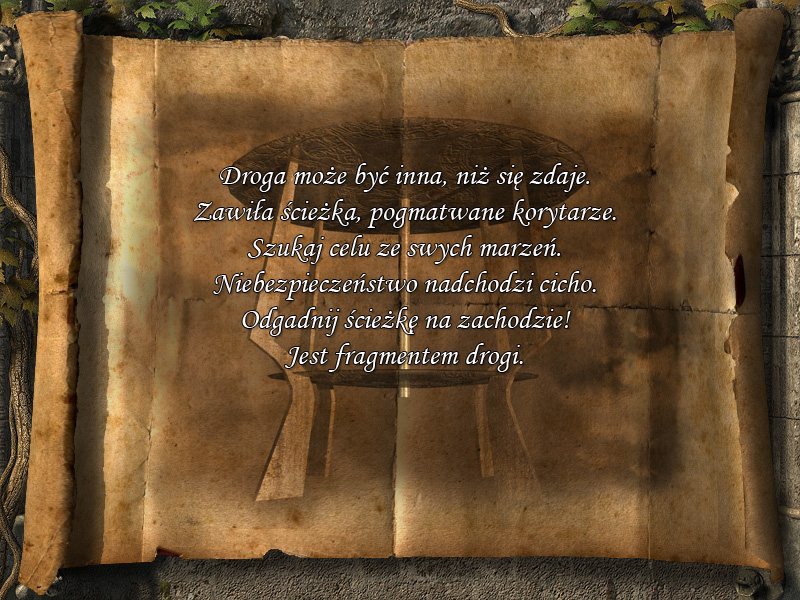 Droga może być inna, niż się zdaje.
Zawiła ścieżka, pogmatwane korytarze.
Szukaj celu ze swych marzeń.
Niebezpieczeństwo nadchodzi cicho.
Odgadnij ścieżkę na zachodzie!
Jest fragmentem drogi.